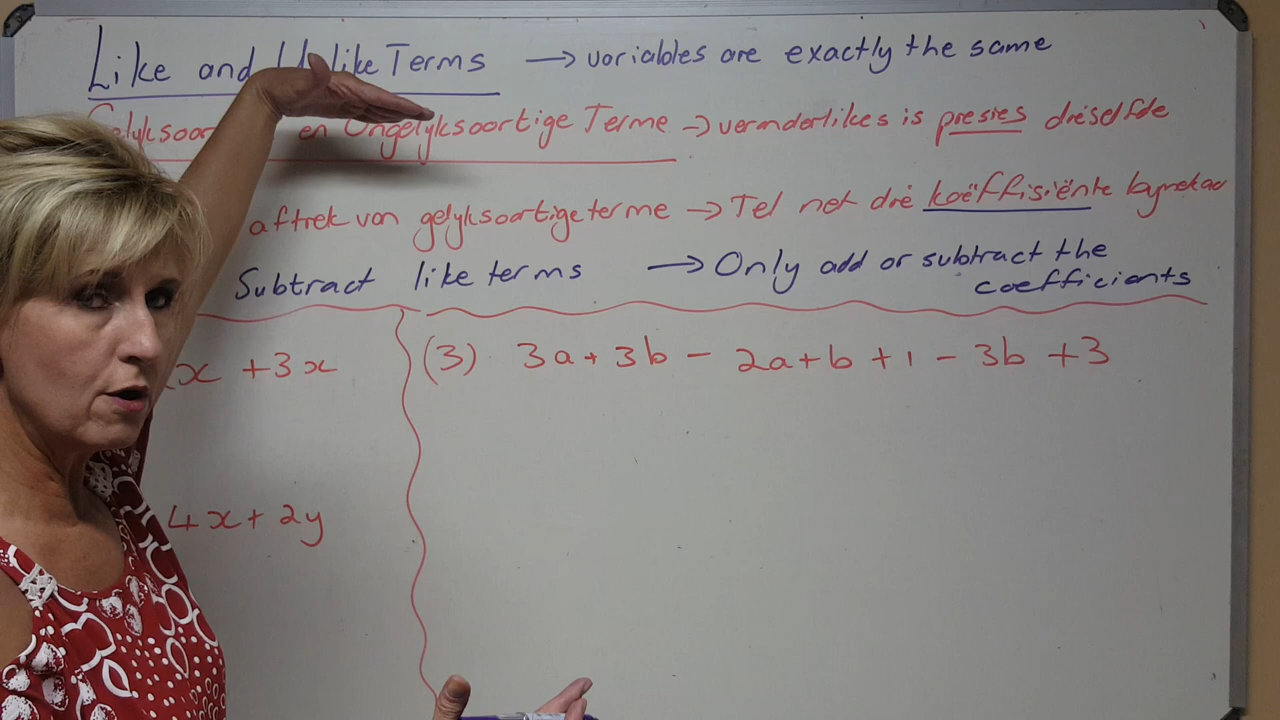 Like and Unlike Terms → variables are exactly the same
en Ongelyksoortige Terme → veranderlikes is presies dieselfde
aftrek van gelyksoortige terme → Tel net die koëffisiënte bymekaar
Subtract like terms → Only add or subtract the
coefficients
x + 3x
(3) 3a + 3b - 2a + b + 1 - 3b + 3
4x + 2y